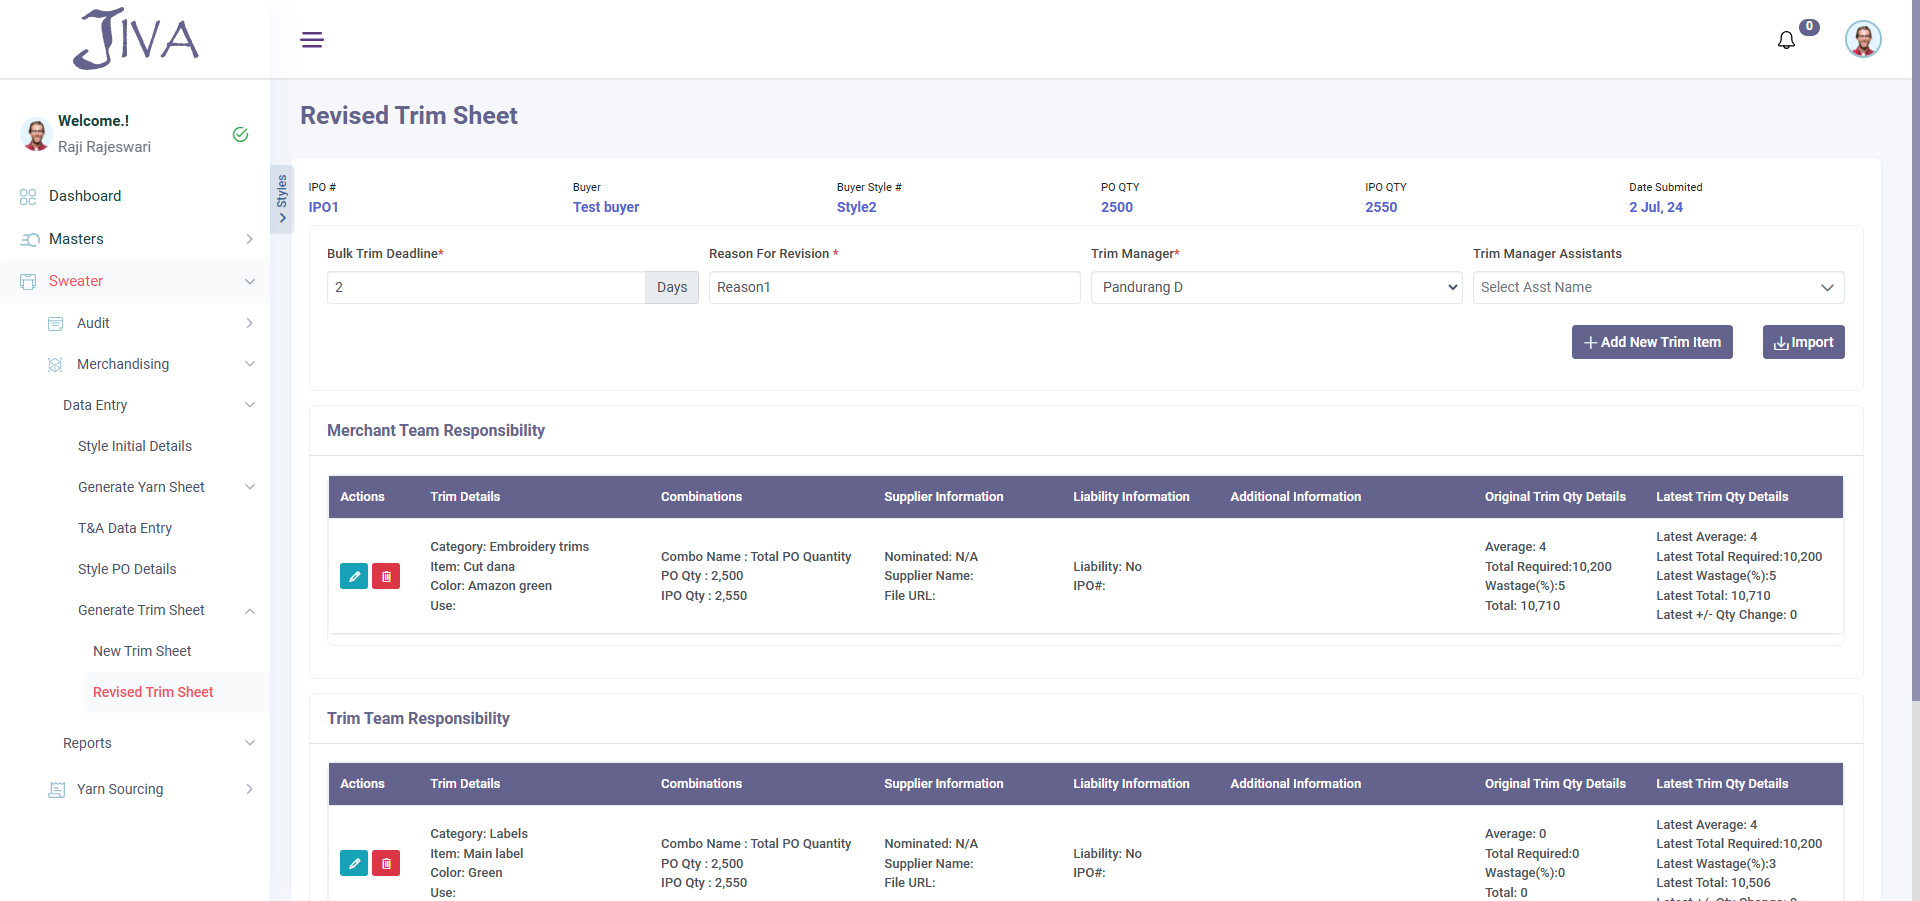 JIVA
0
Welcome.!
Raji Rajeswari
Dashboard
Masters
Sweater
Audit
Merchandising
Data Entry
Style Initial Details
Generate Yarn Sheet
T&A Data Entry
Style PO Details
Generate Trim Sheet
New Trim Sheet
Revised Trim Sheet
Reports
Yarn Sourcing
Styles
Revised Trim Sheet
IPO # Buyer Buyer Style # PO QTY IPO QTY Date Submited
IPO1 Test buyer Style2 2500 2550 2 Jul, 24
Bulk Trim Deadline* Reason For Revision * Trim Manager* Trim Manager Assistants
2 Days Reason1 Pandurang D Select Asst Name
Add New Trim Item Import
Merchant Team Responsibility
Actions Trim Details Combinations Supplier Information Liability Information Additional Information Original Trim Qty Details Latest Trim Qty Details
Category: Embroidery trims
Item: Cut dana
Color: Amazon green
Use:
Combo Name : Total PO Quantity
PO Qty : 2,500
IPO Qty : 2,550
Nominated: N/A
Supplier Name:
File URL:
Liability: No
IPO#:
Average: 4
Total Required:10,200
Wastage(%):5
Total: 10,710
Latest Average: 4
Latest Total Required:10,200
Latest Wastage(%):5
Latest Total: 10,710
Latest +/- Qty Change: 0
Trim Team Responsibility
Actions Trim Details Combinations Supplier Information Liability Information Additional Information Original Trim Qty Details Latest Trim Qty Details
Category: Labels
Item: Main label
Color: Green
Use:
Combo Name : Total PO Quantity
PO Qty : 2,500
IPO Qty : 2,550
Nominated: N/A
Supplier Name:
File URL:
Liability: No
IPO#:
Average: 0
Total Required:0
Wastage(%):0
Total: 0
Latest Average: 4
Latest Total Required:10,200
Latest Wastage(%):3
Latest Total: 10,506